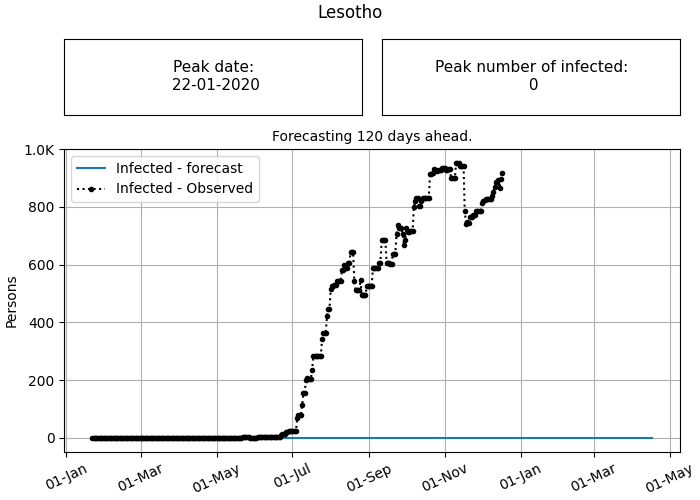 Lesotho
Peak date:
22-01-2020
Peak number of infected:
0
Forecasting 120 days ahead.
1.0K
800
600
400
200
0
Persons
Infected - forecast
Infected - Observed
01-Jan
01-Mar
01-May
01-Jul
01-Sep
01-Nov
01-Jan
01-Mar
01-May